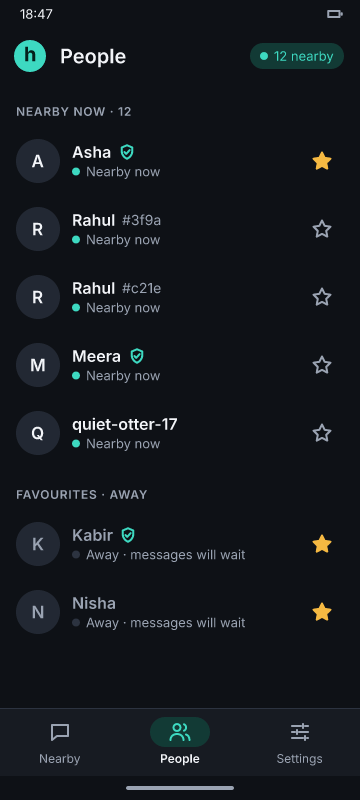 18:47
h People 12 nearby
NEARBY NOW · 12
A Asha
Nearby now
R Rahul #3f9a
Nearby now
R Rahul #c21e
Nearby now
M Meera
Nearby now
Q quiet-otter-17
Nearby now
FAVOURITES · AWAY
K Kabir
Away · messages will wait
N Nisha
Away · messages will wait
Nearby People Settings